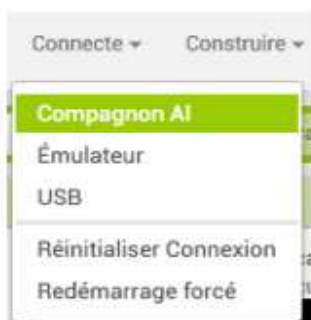 Connecte Construire
Compagnon AI
Émulateur
USB
Réinitialiser Connexion
Redémarrage forcé